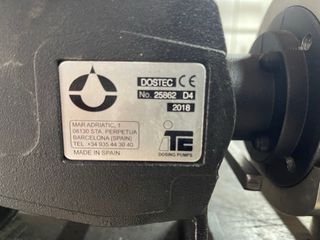 DOSTEC CE
No. 25862 D4
2018
MAR ADRIATIC, 1
08130 STA. PERPETUA
BARCELONA (SPAIN)
TEL. +34 935 44 30 40
MADE IN SPAIN
ITC
DOSING PUMPS